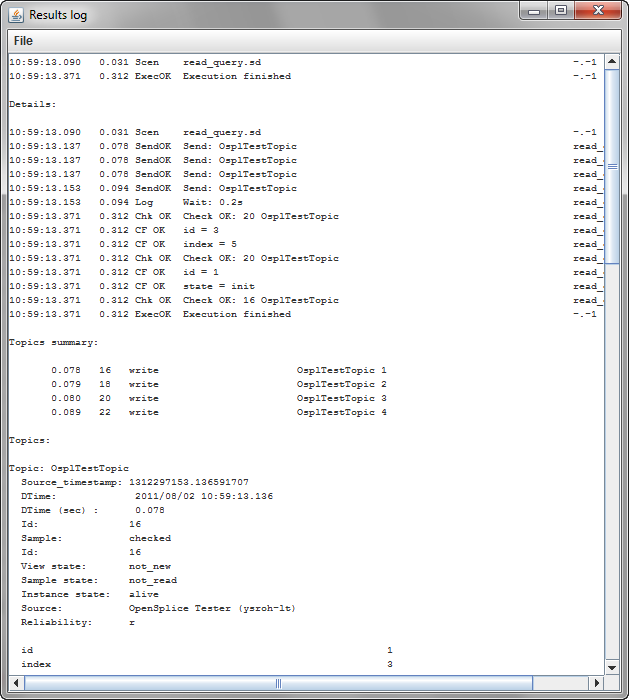 Results log
File
10:59:13.090 0.031 Scen read_query.sd -.-1
10:59:13.371 0.312 ExecOK Execution finished -.-1
Details:
10:59:13.090 0.031 Scen read_query.sd -.-1
10:59:13.137 0.078 SendOK Send: OsplTestTopic read_
10:59:13.137 0.078 SendOK Send: OsplTestTopic read_
10:59:13.137 0.078 SendOK Send: OsplTestTopic read_
10:59:13.153 0.094 SendOK Send: OsplTestTopic read_
10:59:13.153 0.094 Log Wait: 0.2s read_
10:59:13.371 0.312 Chk OK Check OK: 20 OsplTestTopic read_
10:59:13.371 0.312 CF OK id = 3 read_
10:59:13.371 0.312 CF OK index = 5 read_
10:59:13.371 0.312 Chk OK Check OK: 20 OsplTestTopic read_
10:59:13.371 0.312 CF OK id = 1 read_
10:59:13.371 0.312 CF OK state = init read_
10:59:13.371 0.312 Chk OK Check OK: 16 OsplTestTopic read_
10:59:13.371 0.312 ExecOK Execution finished -.-1
Topics summary:
0.078 16 write OsplTestTopic 1
0.079 18 write OsplTestTopic 2
0.080 20 write OsplTestTopic 3
0.089 22 write OsplTestTopic 4
Topics:
Topic: OsplTestTopic
Source_timestamp: 1312297153.136591707
DTime: 2011/08/02 10:59:13.136
DTime (sec) : 0.078
Id: 16
Sample: checked
Id: 16
View state: not_new
Sample state: not_read
Instance state: alive
Source: OpenSplice Tester (ysroh-lt)
Reliability: r
id 1
index 3